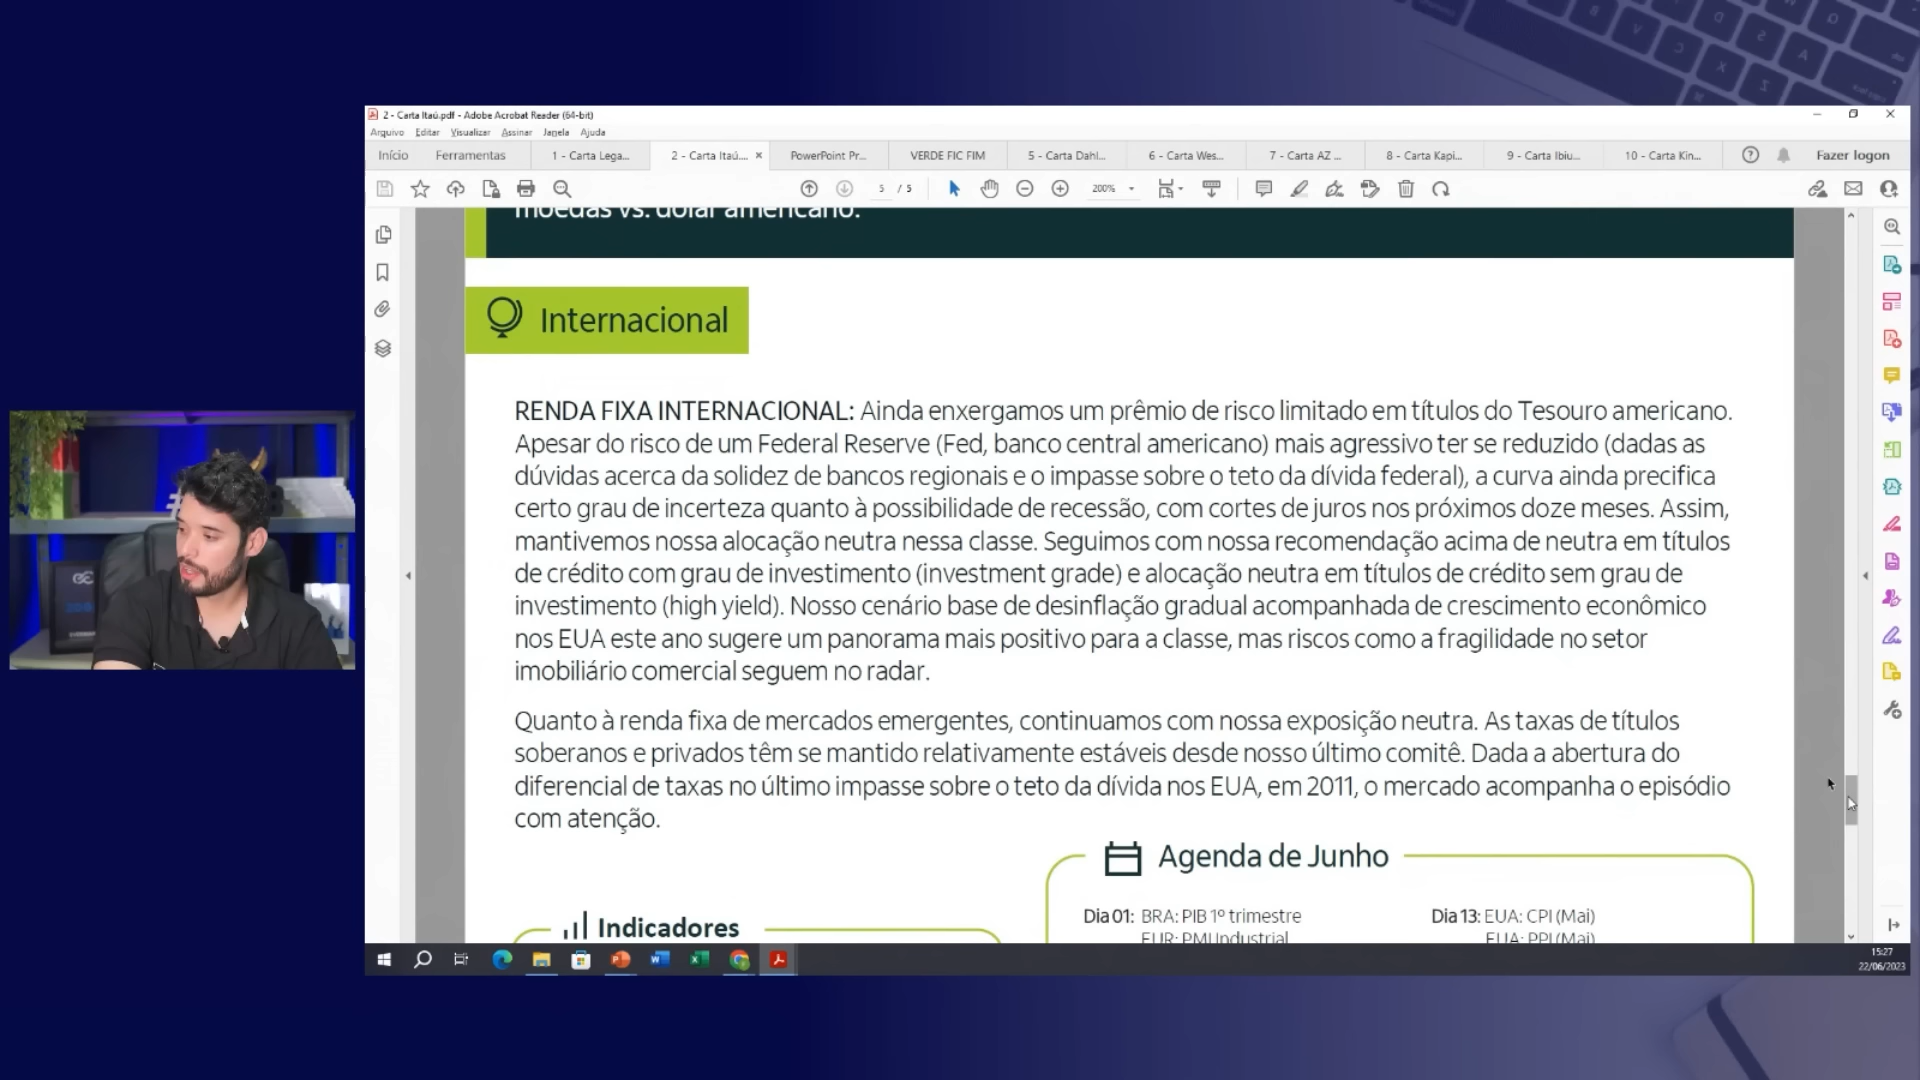 2 - Carta Itaú.pdf - Adobe Acrobat Reader (64-bit)
Arquivo Editar Visualizar Assinar Janela Ajuda
Início Ferramentas 1 - Carta Lega... 2 - Carta Itaú.... × PowerPoint Pr... VERDE FIC FIM 5 - Carta Dahl... 6 - Carta Wes... 7 - Carta AZ ... 8 - Carta Kapi... 9 - Carta Ibiu... 10 - Carta Kin... Fazer logon
5 / 5 200%
moedas vs. dólar americano.
Internacional
RENDA FIXA INTERNACIONAL: Ainda enxergamos um prêmio de risco limitado em títulos do Tesouro americano.
Apesar do risco de um Federal Reserve (Fed, banco central americano) mais agressivo ter se reduzido (dadas as
dúvidas acerca da solidez de bancos regionais e o impasse sobre o teto da dívida federal), a curva ainda precifica
certo grau de incerteza quanto à possibilidade de recessão, com cortes de juros nos próximos doze meses. Assim,
mantivemos nossa alocação neutra nessa classe. Seguimos com nossa recomendação acima de neutra em títulos
de crédito com grau de investimento (investment grade) e alocação neutra em títulos de crédito sem grau de
investimento (high yield). Nosso cenário base de desinflação gradual acompanhada de crescimento econômico
nos EUA este ano sugere um panorama mais positivo para a classe, mas riscos como a fragilidade no setor
imobiliário comercial seguem no radar.
Quanto à renda fixa de mercados emergentes, continuamos com nossa exposição neutra. As taxas de títulos
soberanos e privados têm se mantido relativamente estáveis desde nosso último comitê. Dada a abertura do
diferencial de taxas no último impasse sobre o teto da dívida nos EUA, em 2011, o mercado acompanha o episódio
com atenção.
Agenda de Junho
Indicadores
Dia 01: BRA: PIB 1º trimestre
EUR: PMI Industrial
Dia 13: EUA: CPI (Mai)
EUA: PPI (Mai)
15:27
22/06/2023